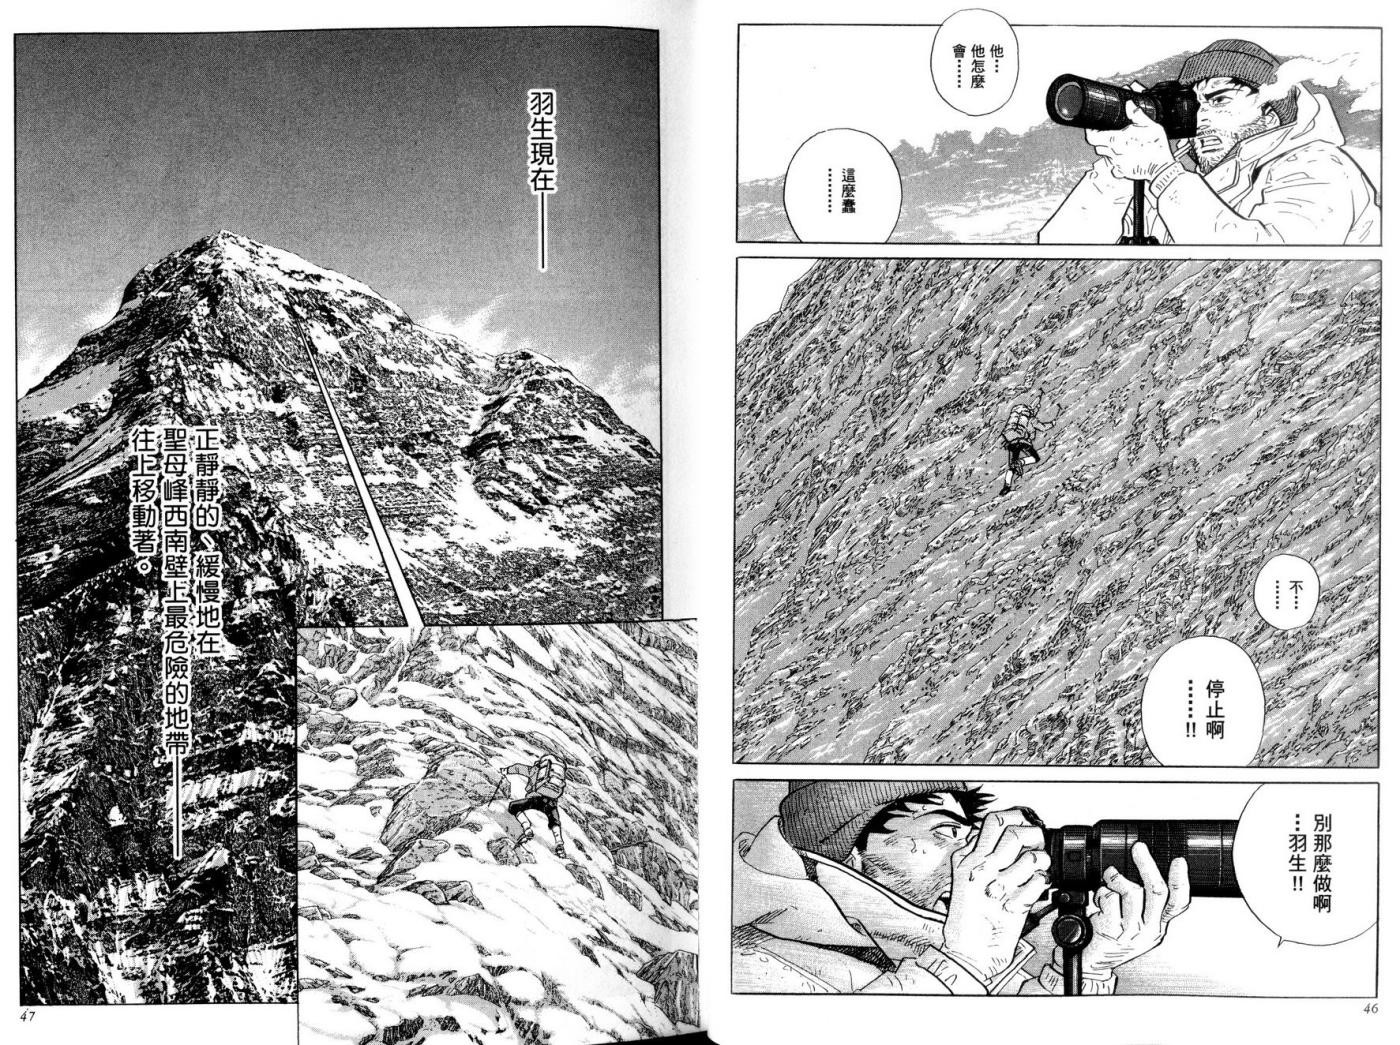 他…
他怎麼
會………
這麼蠢
………
不…
……
停止啊
……!!
別那麼做啊
…羽生!!
46
羽生現在——
正靜靜的、緩慢地在
聖母峰西南壁上最危險的地帶——
往上移動著。
47